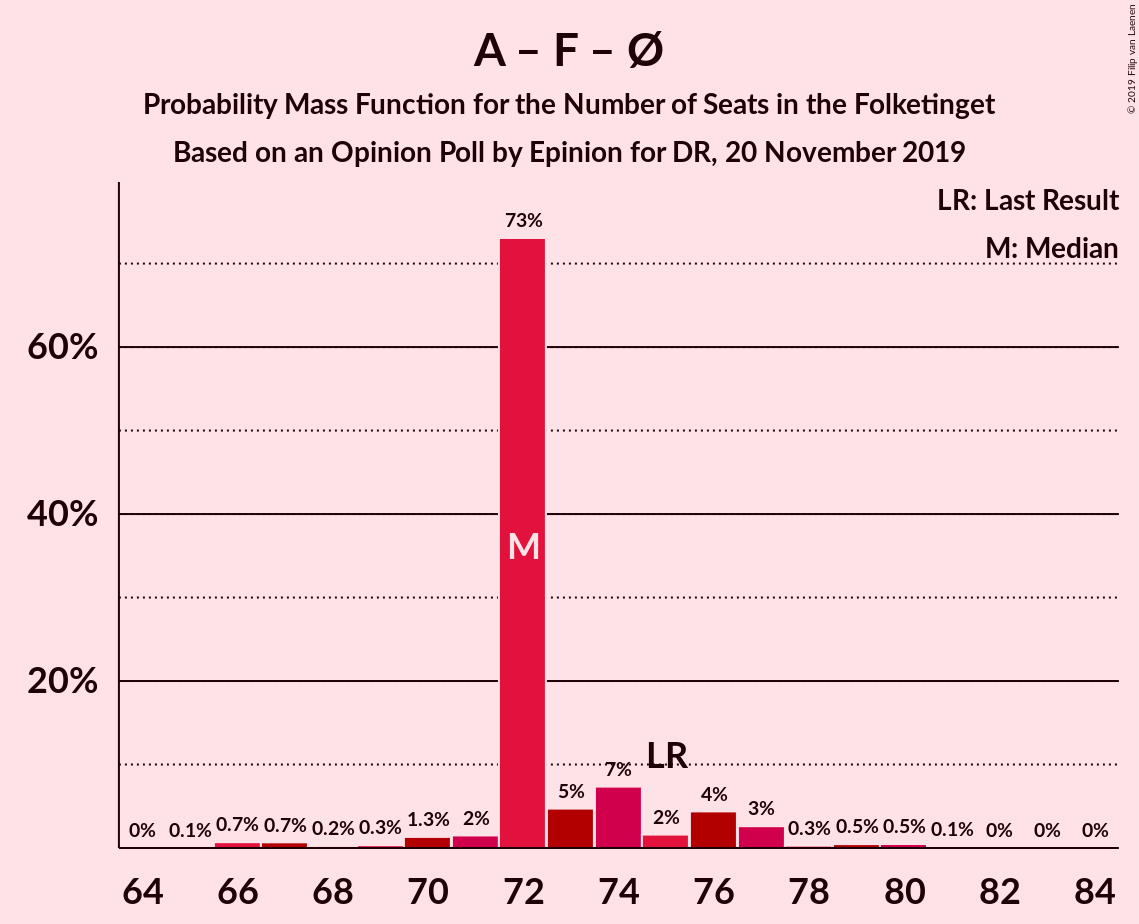 A – F – Ø
Probability Mass Function for the Number of Seats in the Folketinget
Based on an Opinion Poll by Epinion for DR, 20 November 2019
© 2019 Filip van Laenen
LR: Last Result
M: Median
60%
40%
20%
0% 0.1% 0.7% 0.7% 0.2% 0.3% 1.3% 2% 73% 5% 7% 2% 4% 3% 0.3% 0.5% 0.5% 0.1% 0% 0% 0%
M
LR
64 66 68 70 72 74 76 78 80 82 84